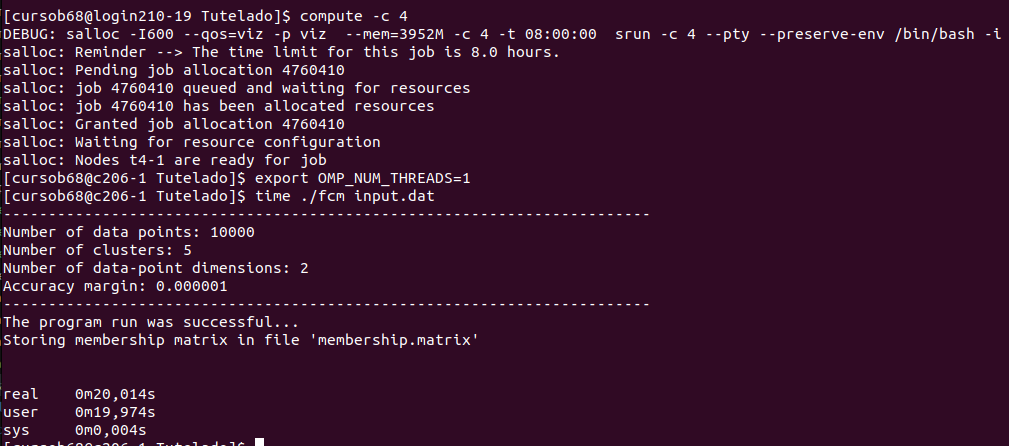 [cursob68@login210-19 Tutelado]$ compute -c 4
DEBUG: salloc -I600 --qos=viz -p viz  --mem=3952M -c 4 -t 08:00:00  srun -c 4 --pty --preserve-env /bin/bash -i
salloc: Reminder --> The time limit for this job is 8.0 hours.
salloc: Pending job allocation 4760410
salloc: job 4760410 queued and waiting for resources
salloc: job 4760410 has been allocated resources
salloc: Granted job allocation 4760410
salloc: Waiting for resource configuration
salloc: Nodes t4-1 are ready for job
[cursob68@c206-1 Tutelado]$ export OMP_NUM_THREADS=1
[cursob68@c206-1 Tutelado]$ time ./fcm input.dat
------------------------------------------------------------------------
Number of data points: 10000
Number of clusters: 5
Number of data-point dimensions: 2
Accuracy margin: 0.000001
------------------------------------------------------------------------
The program run was successful...
Storing membership matrix in file 'membership.matrix'
real    0m20,014s
user    0m19,974s
sys     0m0,004s
[cursob68@c206-1 Tutelado]$